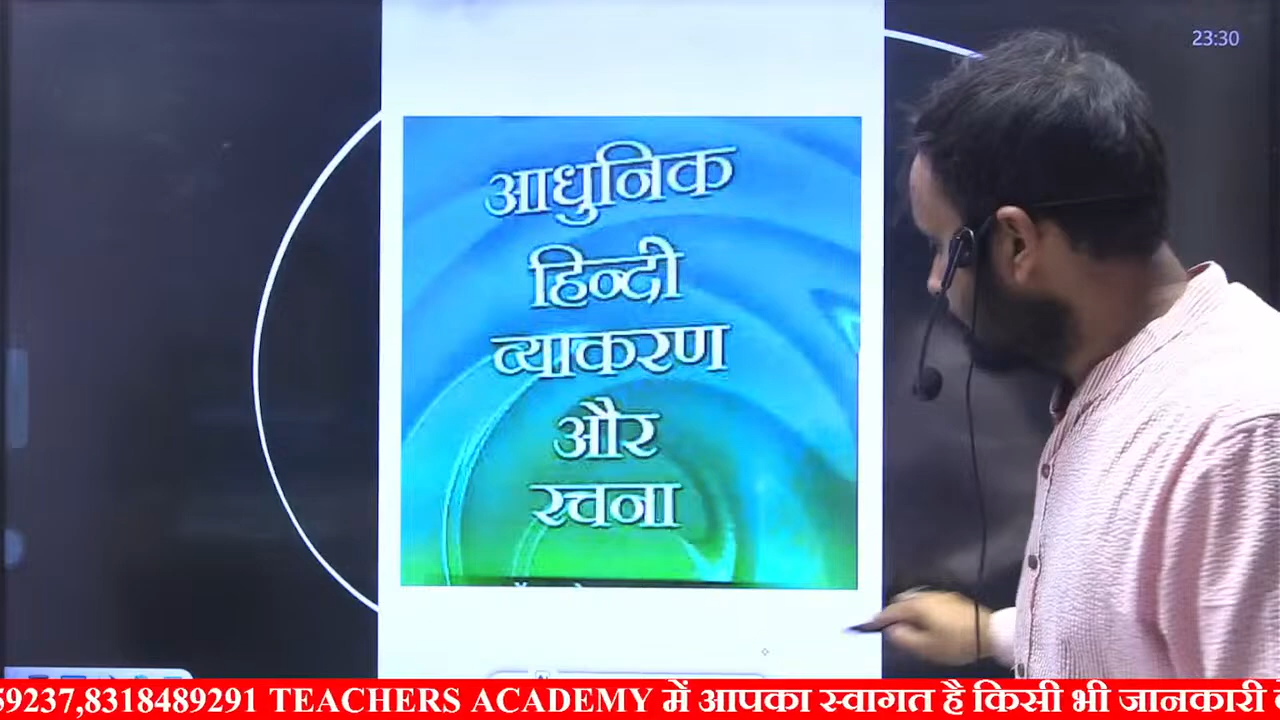 23:30
आधुनिक
हिन्दी
व्याकरण
और
रचना
59237,8318489291 TEACHERS ACADEMY में आपका स्वागत है किसी भी जानकारी